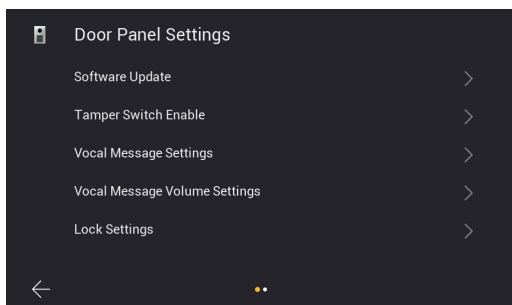 Door Panel Settings
Software Update
Tamper Switch Enable
Vocal Message Settings
Vocal Message Volume Settings
Lock Settings